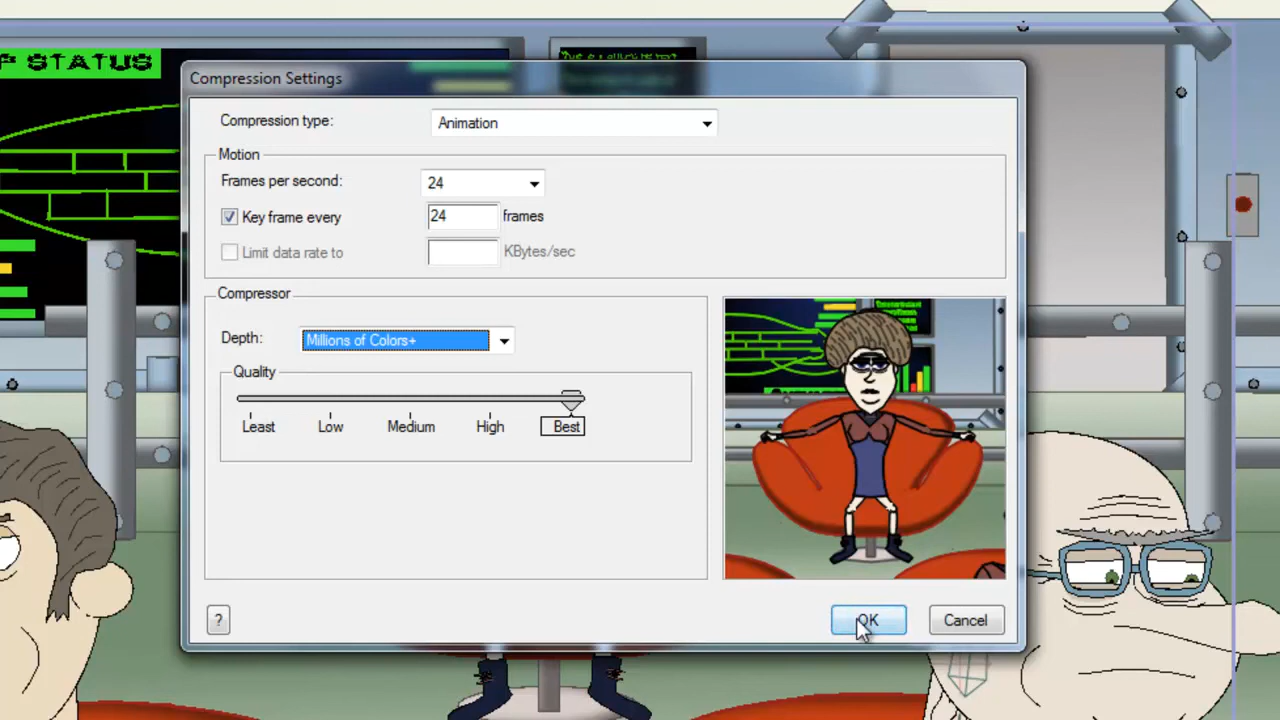 P STATUS
Compression Settings
Compression type:
Animation
Motion
Frames per second:
24
Key frame every
24
frames
Limit data rate to
KBytes/sec
Compressor
Depth:
Millions of Colors+
Quality
Least
Low
Medium
High
Best
?
OK
Cancel